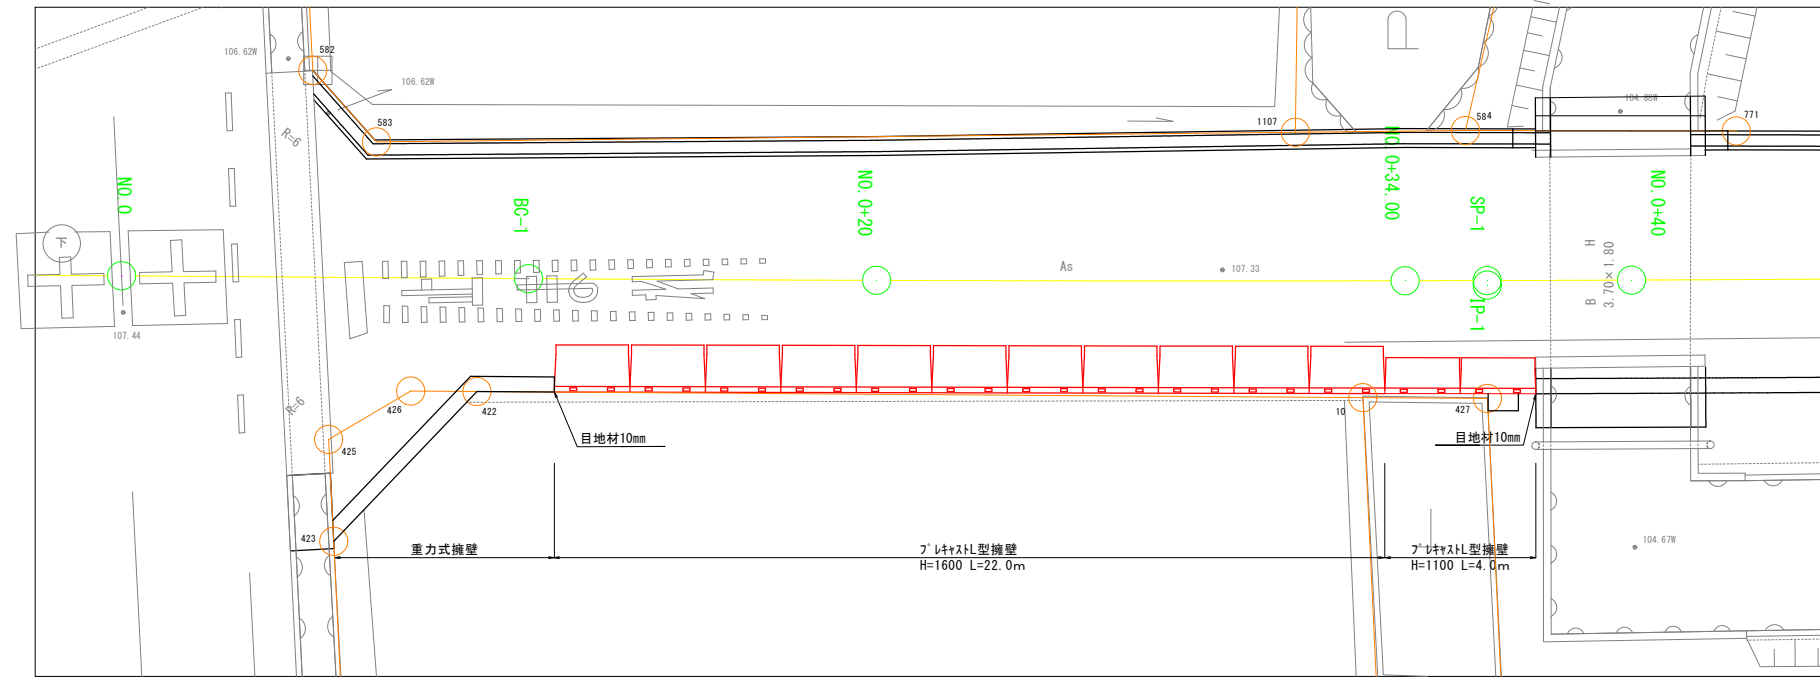 582
106.62W
106.62W
583
1107
584
104.88W
771
R=6
NO.0
BC-1
NO.0+20
NO.0+34.00
SP-1
NO.0+40
下
止まれ
As
107.33
B H
3.70×1.80
IP-1
107.44
R=6
426
422
425
423
10
427
目地材10mm
目地材10mm
重力式擁壁
プレキャストL型擁壁
H=1600 L=22.0m
プレキャストL型擁壁
H=1100 L=4.0m
104.67W